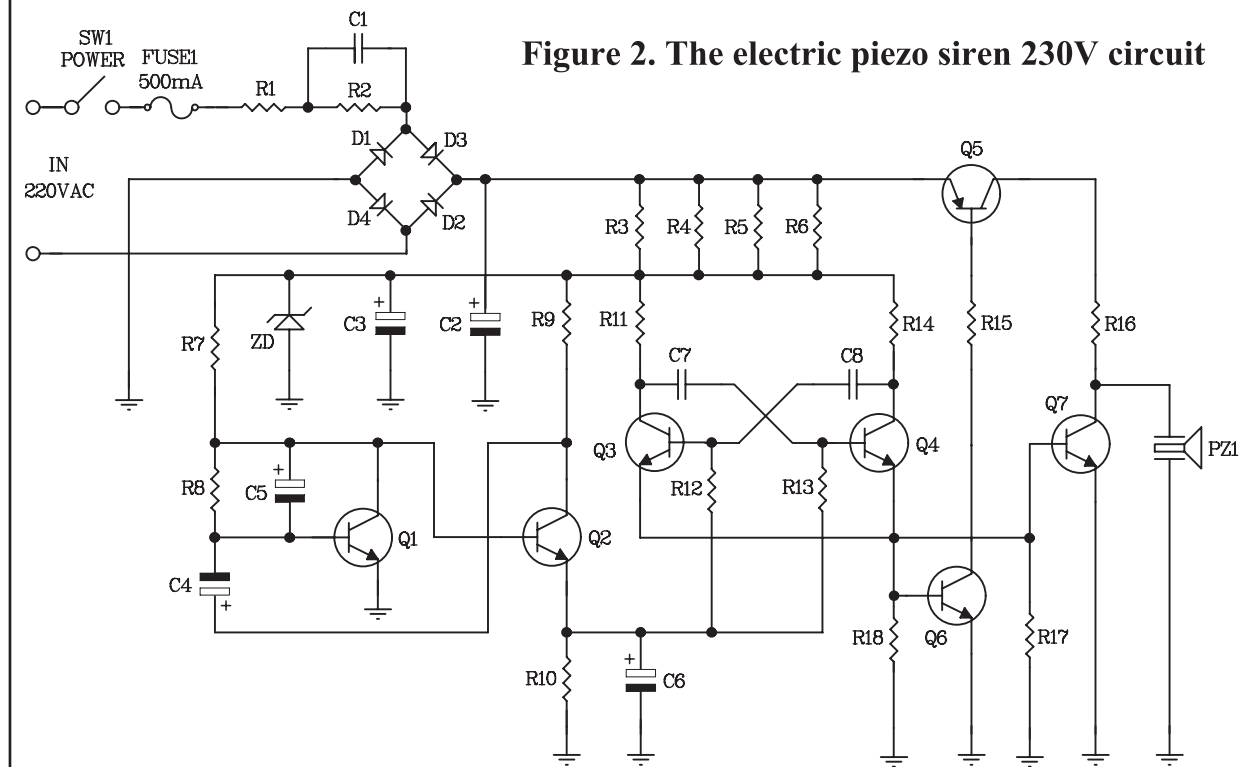 Figure 2. The electric piezo siren 230V circuit
SW1
POWER
FUSE1
500mA
R1
C1
R2
D1
D3
D4
D2
IN
220VAC
Q5
R3
R4
R5
R6
R7
ZD
C3
+
C2
+
R9
R11
C7
C8
R14
R15
R16
Q3
Q4
Q7
PZ1
R8
C5
+
Q1
Q2
R12
R13
C4
+
R10
C6
+
R18
Q6
R17